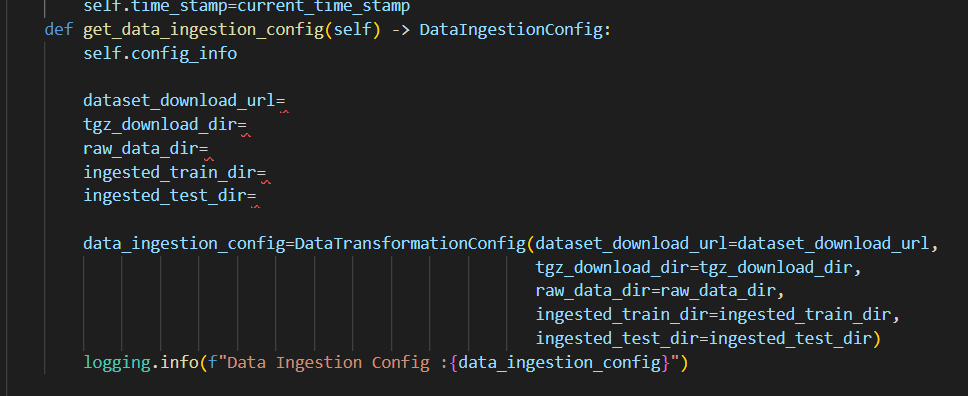 self.time_stamp=current_time_stamp
def get_data_ingestion_config(self) -> DataIngestionConfig:
self.config_info
dataset_download_url=
tgz_download_dir=
raw_data_dir=
ingested_train_dir=
ingested_test_dir=
data_ingestion_config=DataTransformationConfig(dataset_download_url=dataset_download_url,
tgz_download_dir=tgz_download_dir,
raw_data_dir=raw_data_dir,
ingested_train_dir=ingested_train_dir,
ingested_test_dir=ingested_test_dir)
logging.info(f"Data Ingestion Config :{data_ingestion_config}")